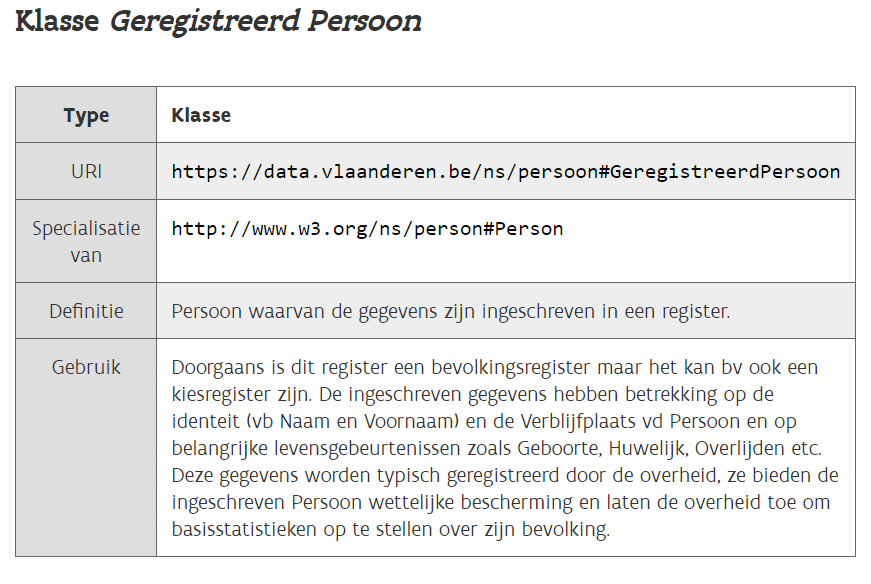 Klasse Geregistreerd Persoon
Type Klasse
URI https://data.vlaanderen.be/ns/persoon#GeregistreerdPersoon
Specialisatie van http://www.w3.org/ns/person#Person
Definitie Persoon waarvan de gegevens zijn ingeschreven in een register.
Gebruik Doorgaans is dit register een bevolkingsregister maar het kan bv ook een
kiesregister zijn. De ingeschreven gegevens hebben betrekking op de
identeit (vb Naam en Voornaam) en de Verblijfplaats vd Persoon en op
belangrijke levensgebeurtenissen zoals Geboorte, Huwelijk, Overlijden etc.
Deze gegevens worden typisch geregistreerd door de overheid, ze bieden de
ingeschreven Persoon wettelijke bescherming en laten de overheid toe om
basisstatistieken op te stellen over zijn bevolking.